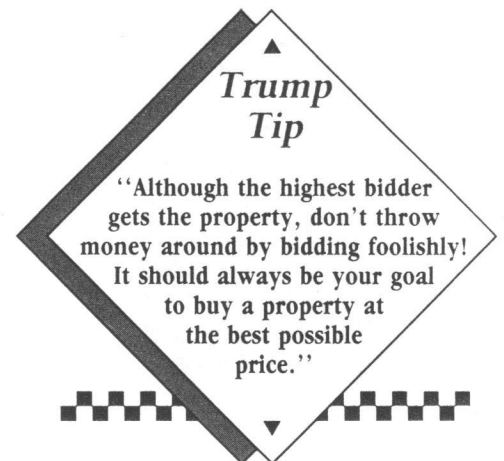 Trump
Tip
‘‘Although the highest bidder
gets the property, don’t throw
money around by bidding foolishly!
It should always be your goal
to buy a property at
the best possible
price.’’